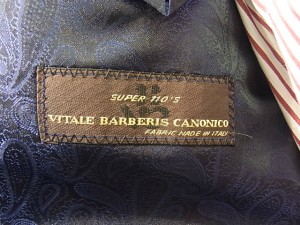 SUPER 110'S
VITALE BARBERIS CANONICO
FABRIC MADE IN ITALY